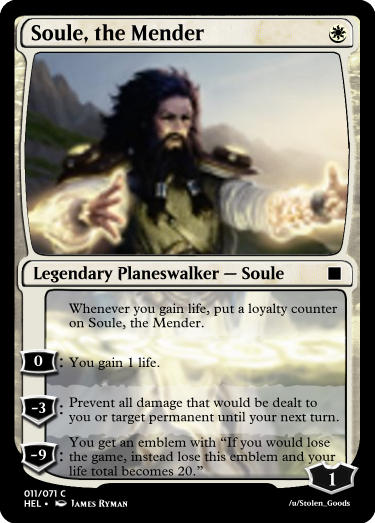 Soule, the Mender
Legendary Planeswalker — Soule
Whenever you gain life, put a loyalty counter
on Soule, the Mender.
0: You gain 1 life.
-3: Prevent all damage that would be dealt to
you or target permanent until your next turn.
-9: You get an emblem with “If you would lose
the game, instead lose this emblem and your
life total becomes 20.”
1
011/071 C
HEL • James Ryman
/u/Stolen_Goods